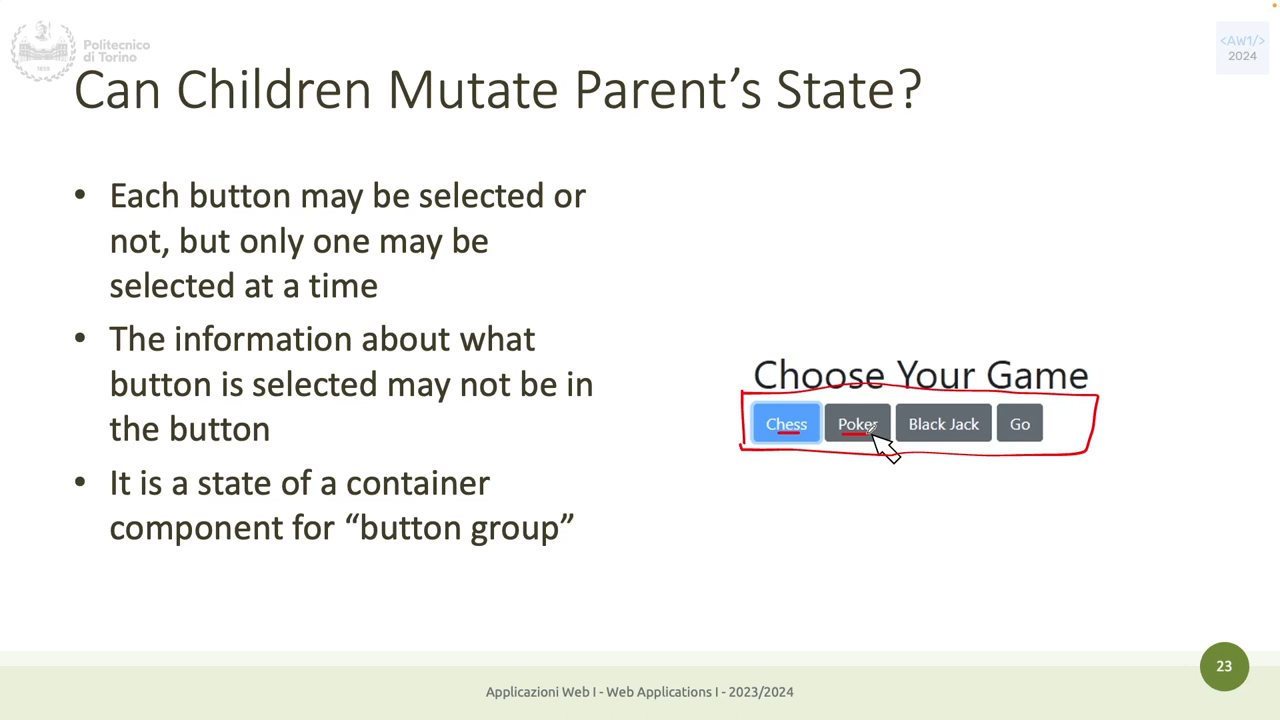 Politecnico
di Torino
1859
<AW1/>
2024
Can Children Mutate Parent’s State?
• Each button may be selected or
not, but only one may be
selected at a time
• The information about what
button is selected may not be in
the button
• It is a state of a container
component for “button group”
Choose Your Game
Chess Poker Black Jack Go
23
Applicazioni Web I - Web Applications I - 2023/2024